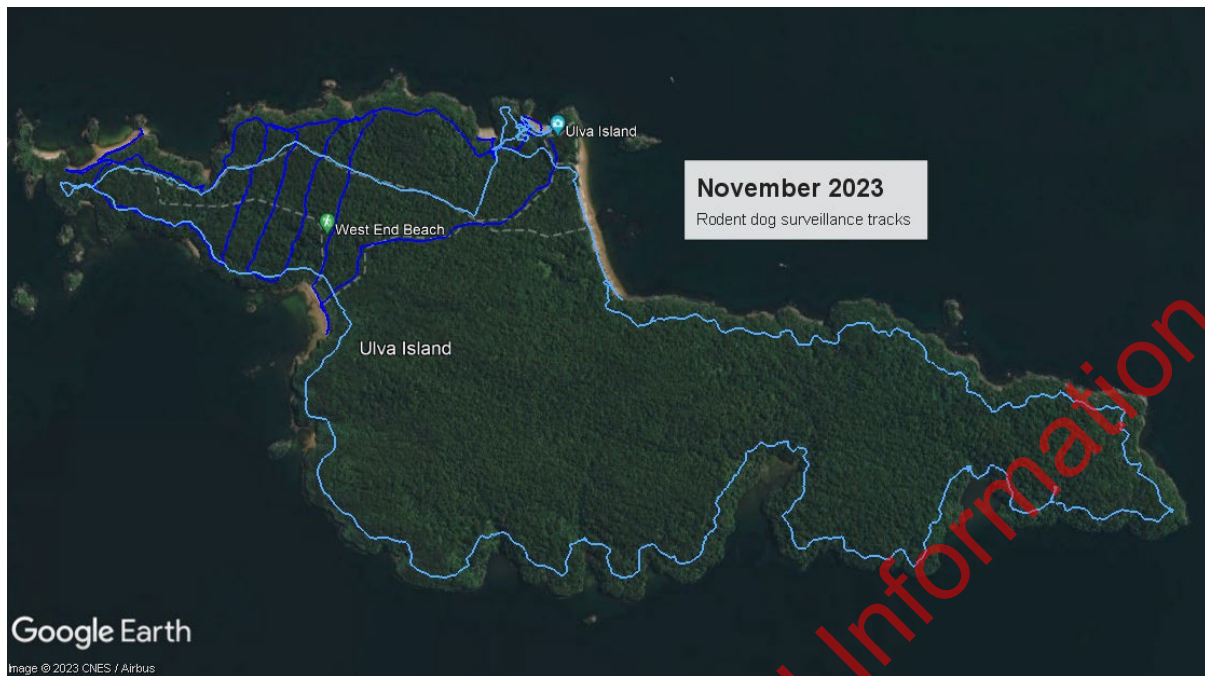 Ulva Island
November 2023
Rodent dog surveillance tracks
West End Beach
Ulva Island
Information
Google Earth
Image © 2023 CNES / Airbus